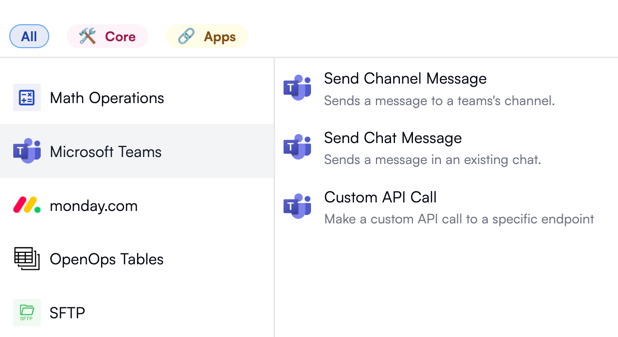 All
Core
Apps
Math Operations
Microsoft Teams
monday.com
OpenOps Tables
SFTP
SFTP
Send Channel Message
Sends a message to a teams's channel.
Send Chat Message
Sends a message in an existing chat.
Custom API Call
Make a custom API call to a specific endpoint